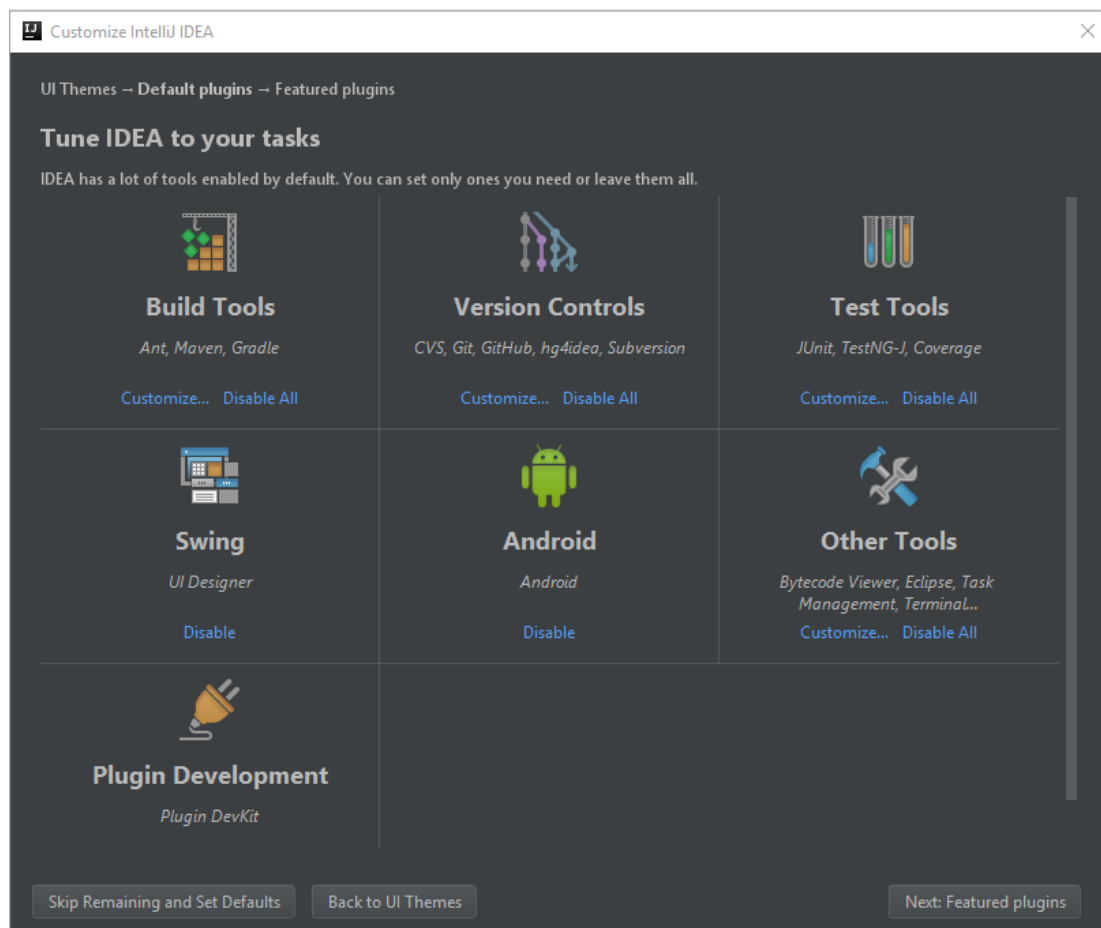 IJ Customize IntelliJ IDEA
UI Themes → Default plugins → Featured plugins
Tune IDEA to your tasks
IDEA has a lot of tools enabled by default. You can set only ones you need or leave them all.
Build Tools
Ant, Maven, Gradle
Customize... Disable All
Version Controls
CVS, Git, GitHub, hg4idea, Subversion
Customize... Disable All
Test Tools
JUnit, TestNG-J, Coverage
Customize... Disable All
Swing
UI Designer
Disable
Android
Android
Disable
Other Tools
Bytecode Viewer, Eclipse, Task
Management, Terminal...
Customize... Disable All
Plugin Development
Plugin DevKit
Skip Remaining and Set Defaults
Back to UI Themes
Next: Featured plugins